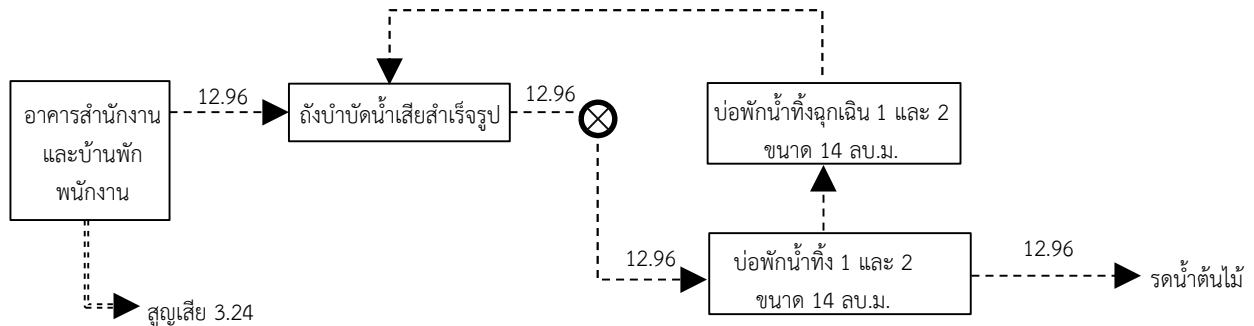 อาคารสำนักงาน
และบ้านพัก
พนักงาน
12.96
ถังบำบัดน้ำเสียสำเร็จรูป
12.96
บ่อพักน้ำทิ้งฉุกเฉิน 1 และ 2
ขนาด 14 ลบ.ม.
สูญเสีย 3.24
12.96
บ่อพักน้ำทิ้ง 1 และ 2
ขนาด 14 ลบ.ม.
12.96
รดน้ำต้นไม้